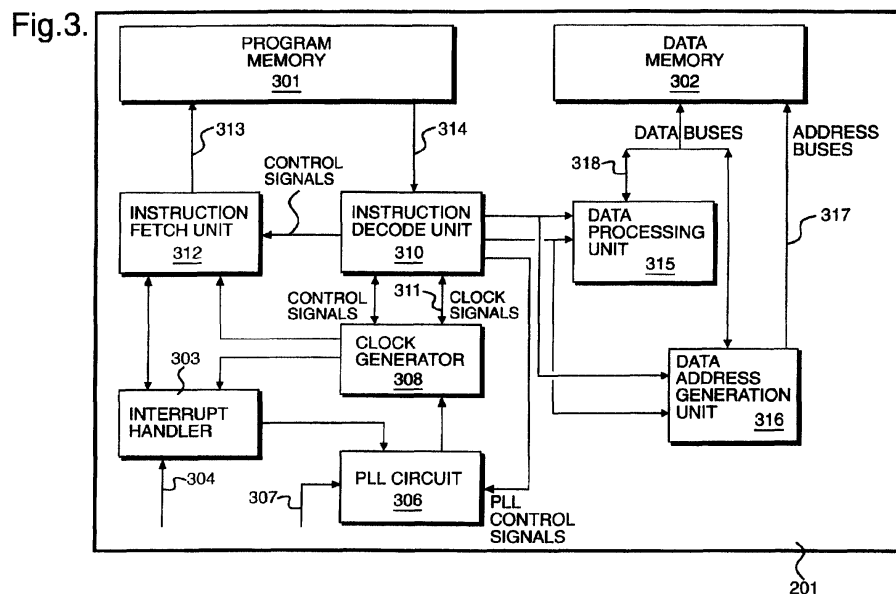 Fig.3.
PROGRAM
MEMORY
301
DATA
MEMORY
302
313
314
DATA BUSES
ADDRESS
BUSES
CONTROL
SIGNALS
318
317
INSTRUCTION
FETCH UNIT
312
INSTRUCTION
DECODE UNIT
310
DATA
PROCESSING
UNIT
315
CONTROL
SIGNALS
311
CLOCK
SIGNALS
303
CLOCK
GENERATOR
308
DATA
ADDRESS
GENERATION
UNIT
316
INTERRUPT
HANDLER
304
307
PLL CIRCUIT
306
PLL
CONTROL
SIGNALS
201